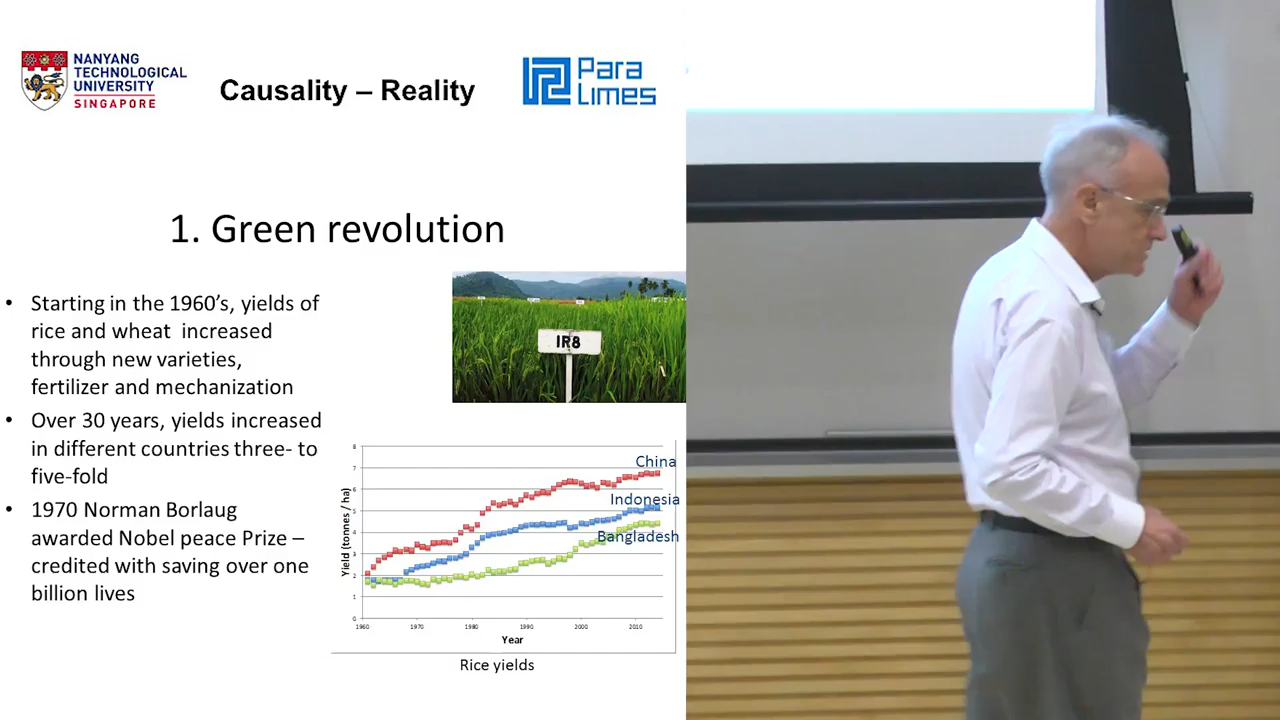 NANYANG
TECHNOLOGICAL
UNIVERSITY
SINGAPORE
Causality – Reality
Para
Limes
1. Green revolution
• Starting in the 1960's, yields of
rice and wheat increased
through new varieties,
fertilizer and mechanization
• Over 30 years, yields increased
in different countries three- to
five-fold
• 1970 Norman Borlaug
awarded Nobel peace Prize –
credited with saving over one
billion lives
IR8
China
Indonesia
Bangladesh
Yield (tonnes / ha)
8
7
6
5
4
3
2
1
0
1960 1970 1980 1990 2000 2010
Year
Rice yields